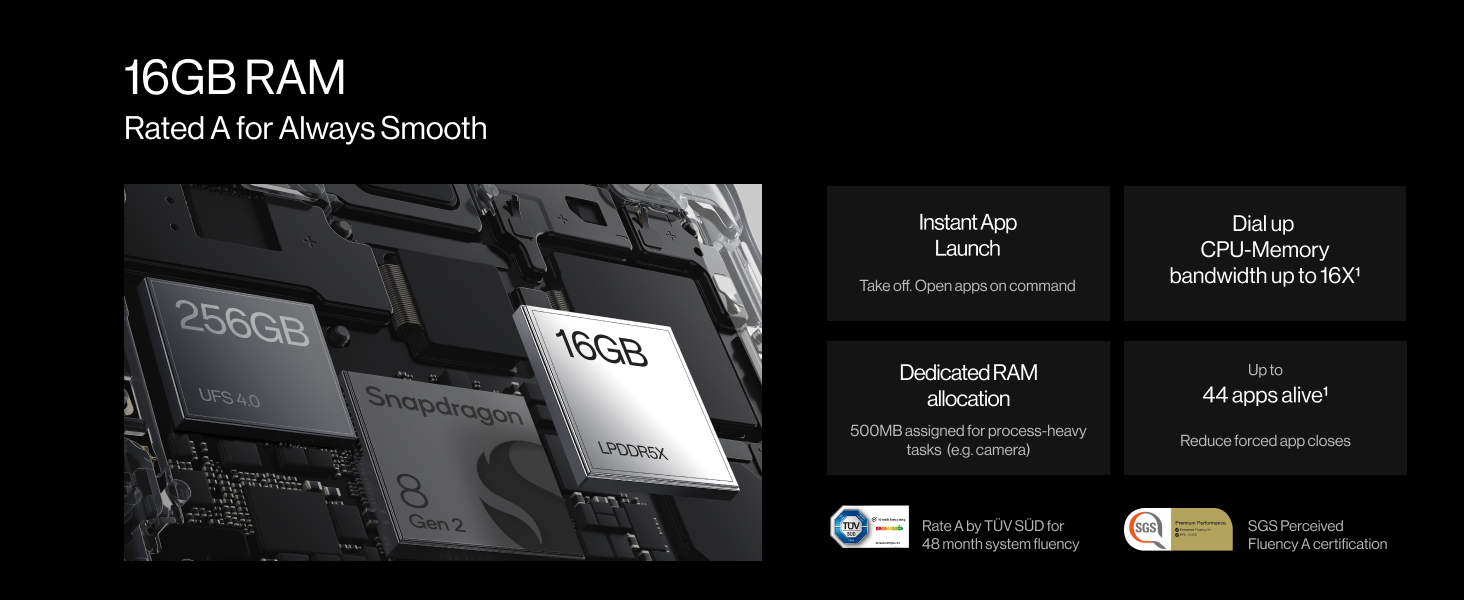 16GB RAM
Rated A for Always Smooth
256GB
UFS 4.0
Snapdragon
8
Gen 2
16GB
LPDDR5X
Instant App
Launch
Take off. Open apps on command
Dial up
CPU-Memory
bandwidth up to 16X¹
Dedicated RAM
allocation
500MB assigned for process-heavy
tasks (e.g. camera)
Up to
44 apps alive¹
Reduce forced app closes
TÜV
SÜD
Rate A by TÜV SÜD for
48 month system fluency
SGS
Premium Performance
SGS Perceived
Fluency A certification